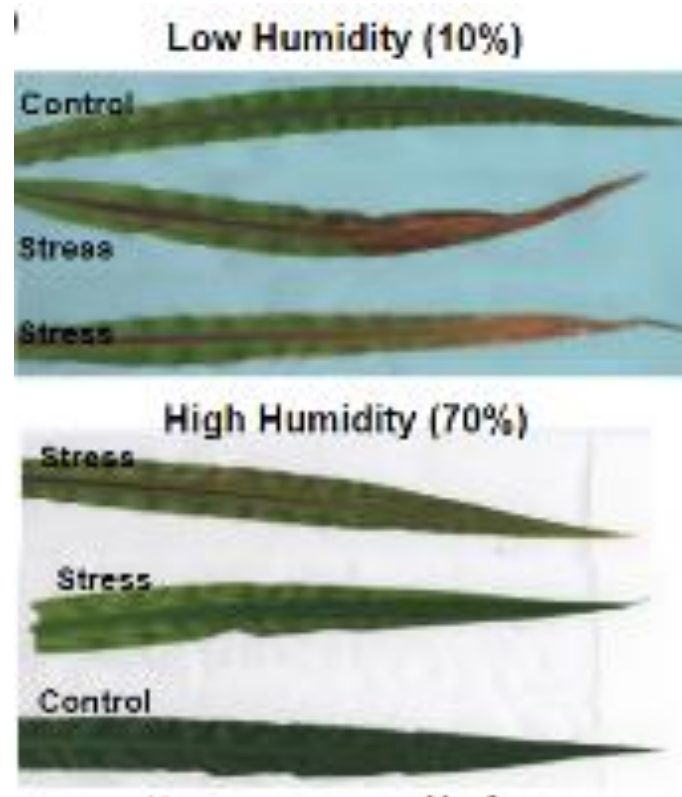 Low Humidity (10%)
Control
Stress
Stress
High Humidity (70%)
Stress
Stress
Control